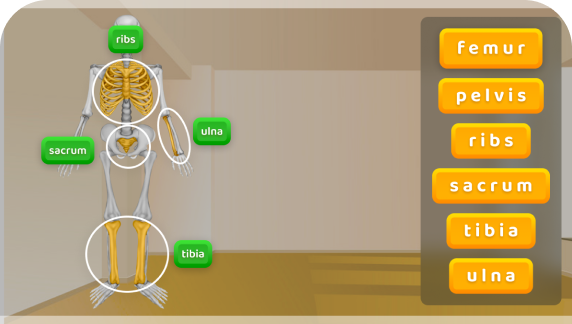 ribs
ulna
sacrum
tibia
femur
pelvis
ribs
sacrum
tibia
ulna